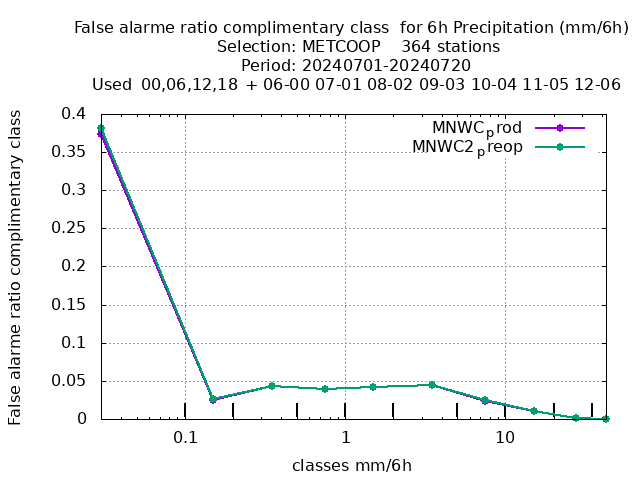 False alarme ratio complimentary class  for 6h Precipitation (mm/6h)
Selection: METCOOP    364 stations
Period: 20240701-20240720
Used  00,06,12,18  + 06-00 07-01 08-02 09-03 10-04 11-05 12-06
False alarme ratio complimentary class
0.4
0.35
0.3
0.25
0.2
0.15
0.1
0.05
0
MNWCprod
MNWC2preop
0.1
1
10
classes mm/6h